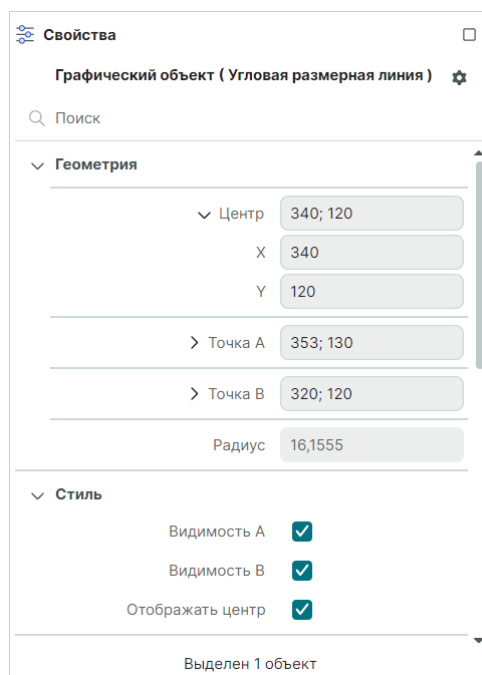 Свойства
Графический объект ( Угловая размерная линия )
Поиск
Геометрия
Центр 340; 120
X 340
Y 120
Точка A 353; 130
Точка B 320; 120
Радиус 16,1555
Стиль
Видимость A
Видимость B
Отображать центр
Выделен 1 объект